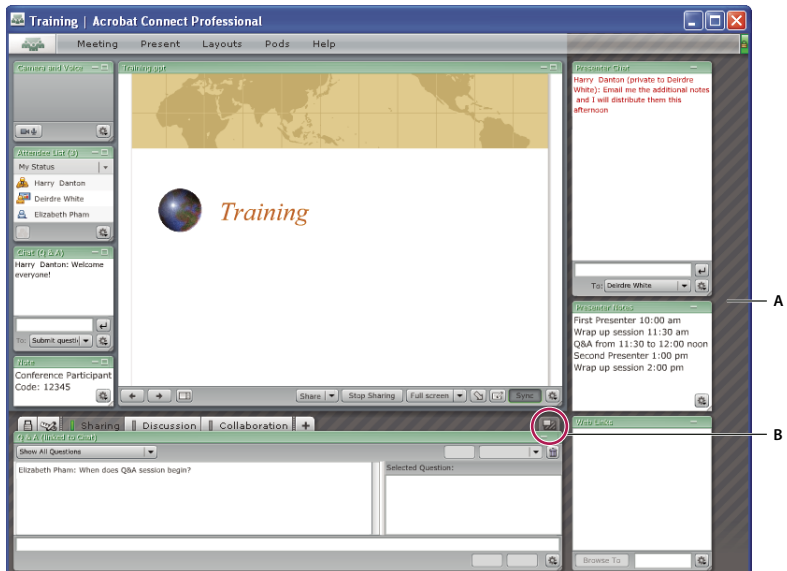 Training | Acrobat Connect Professional
Meeting Present Layouts Pods Help
Camera and Voice
Attendee List (3)
My Status
Harry Danton
Deirdre White
Elizabeth Pham
Chat (Q & A)
Harry Danton: Welcome
everyone!
To: Submit questi
Note
Conference Participant
Code: 12345
Training.ppt
Training
Share
Stop Sharing
Full screen
Sync
Presenter Chat
Harry Danton (private to Deirdre
White): Email me the additional notes
and I will distribute them this
afternoon
To: Deirdre White
A
Presenter Notes
First Presenter 10:00 am
Wrap up session 11:30 am
Q&A from 11:30 to 12:00 noon
Second Presenter 1:00 pm
Wrap up session 2:00 pm
Sharing Discussion Collaboration +
B
Q & A (linked to Chat)
Show All Questions
Elizabeth Pham: When does Q&A session begin?
Selected Question:
Web Links
Browse To